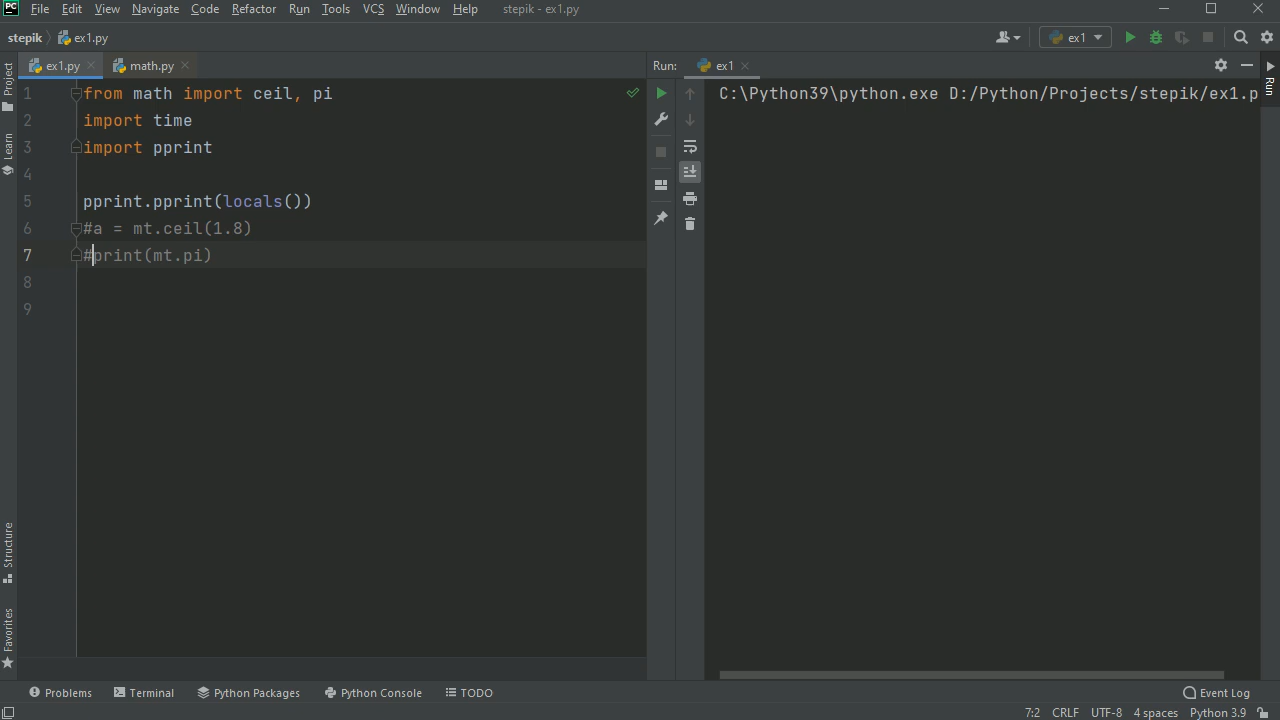 PC File Edit View Navigate Code Refactor Run Tools VCS Window Help stepik - ex1.py
stepik ex1.py ex1
ex1.py math.py Run: ex1
Project
Learn
Structure
Favorites
Run
1 from math import ceil, pi
2 import time
3 import pprint
4
5 pprint.pprint(locals())
6 #a = mt.ceil(1.8)
7 #print(mt.pi)
8
9
C:\Python39\python.exe D:/Python/Projects/stepik/ex1.p
Problems Terminal Python Packages Python Console TODO Event Log
7:2 CRLF UTF-8 4 spaces Python 3.9